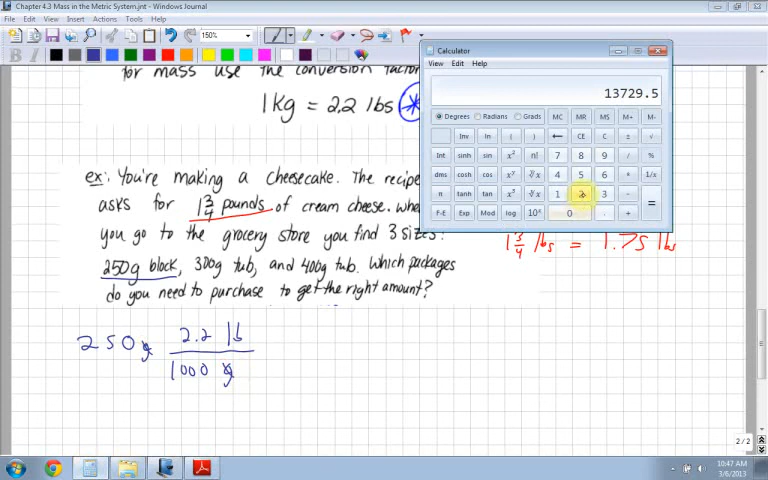 Chapter 4.3 Mass in the Metric System.jnt - Windows Journal
File Edit View Insert Actions Tools Help
150%
B
for mass use the conversion factor
1Kg = 2.2 lbs
ex: You're making a cheesecake. The recipe
asks for 1 3/4 pounds of cream cheese. When
you go to the grocery store you find 3 sizes:
250g block, 300g tub, and 400g tub. Which packages
do you need to purchase to get the right amount?
1 3/4 lbs = 1.75 lbs
250g 2.2 lb
1000 g
Calculator
View Edit Help
13729.5
Degrees Radians Grads MC MR MS M+ M-
Inv ln ( ) ← CE C ± √
Int sinh sin x² n! 7 8 9 / %
dms cosh cos xʸ ʸ√x 4 5 6 * 1/x
π tanh tan x³ ³√x 1 2 3 - =
F-E Exp Mod log 10ˣ 0 . +
2 / 2
10:47 AM
3/6/2013